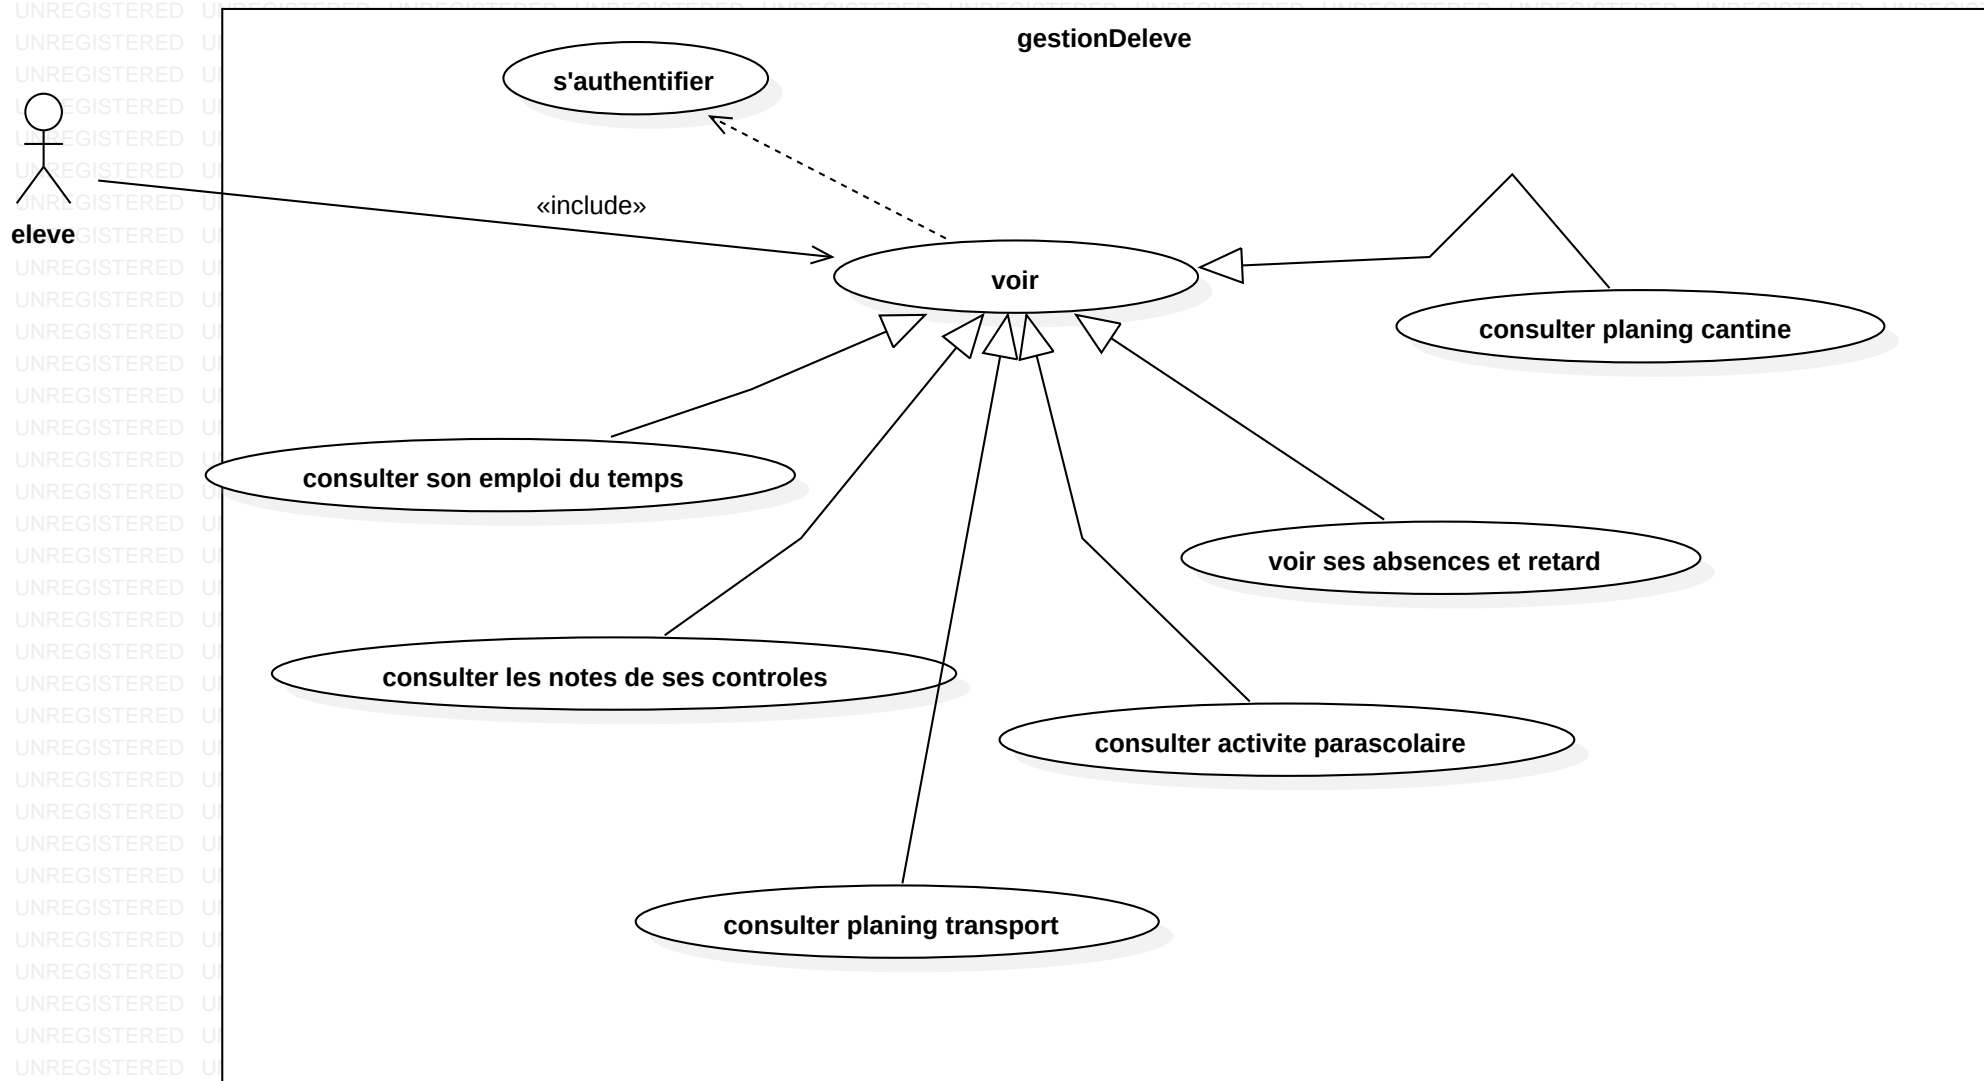 gestionDeleve
s'authentifier
eleve
«include»
voir
consulter planing cantine
consulter son emploi du temps
voir ses absences et retard
consulter les notes de ses controles
consulter activite parascolaire
consulter planing transport
UNREGISTERED